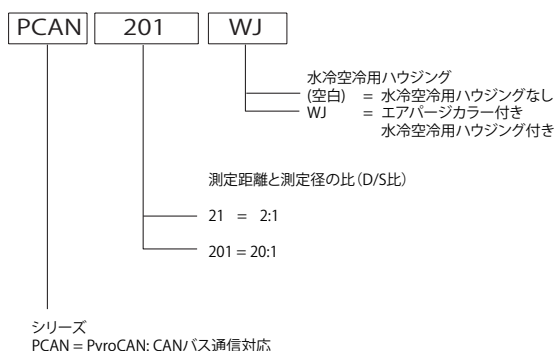 PCAN 201 WJ
水冷空冷用ハウジング
(空白) = 水冷空冷用ハウジングなし
WJ = エアパージカラー付き
水冷空冷用ハウジング付き
測定距離と測定径の比(D/S比)
21 = 2:1
201 = 20:1
シリーズ
PCAN = PyroCAN: CANバス通信対応